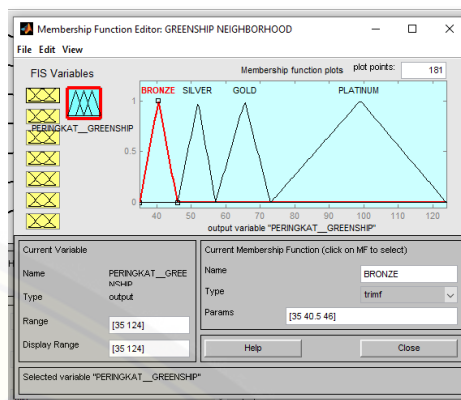 Membership Function Editor: GREENSHIP NEIGHBORHOOD
File Edit View
FIS Variables
Membership function plots
plot points:
181
PERINGKAT__GREENSHIP
BRONZE SILVER GOLD PLATINUM
1
0.5
0
40 50 60 70 80 90 100 110 120
output variable "PERINGKAT__GREENSHIP"
Current Variable
Name
PERINGKAT__GREE
NSHIP
Type
output
Range
[35 124]
Display Range
[35 124]
Current Membership Function (click on MF to select)
Name
BRONZE
Type
trimf
Params
[35 40.5 46]
Help
Close
Selected variable "PERINGKAT__GREENSHIP"